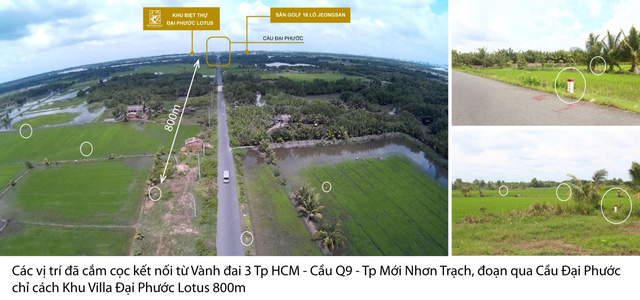 KHU BIỆT THỰ
ĐẠI PHƯỚC LOTUS
SÂN GOLF 18 LỖ JEONGSAN
CẦU ĐẠI PHƯỚC
800m
Các vị trí đã cắm cọc kết nối từ Vành đai 3 Tp HCM - Cầu Q9 - Tp Mới Nhơn Trạch, đoạn qua Cầu Đại Phước
chỉ cách Khu Villa Đại Phước Lotus 800m